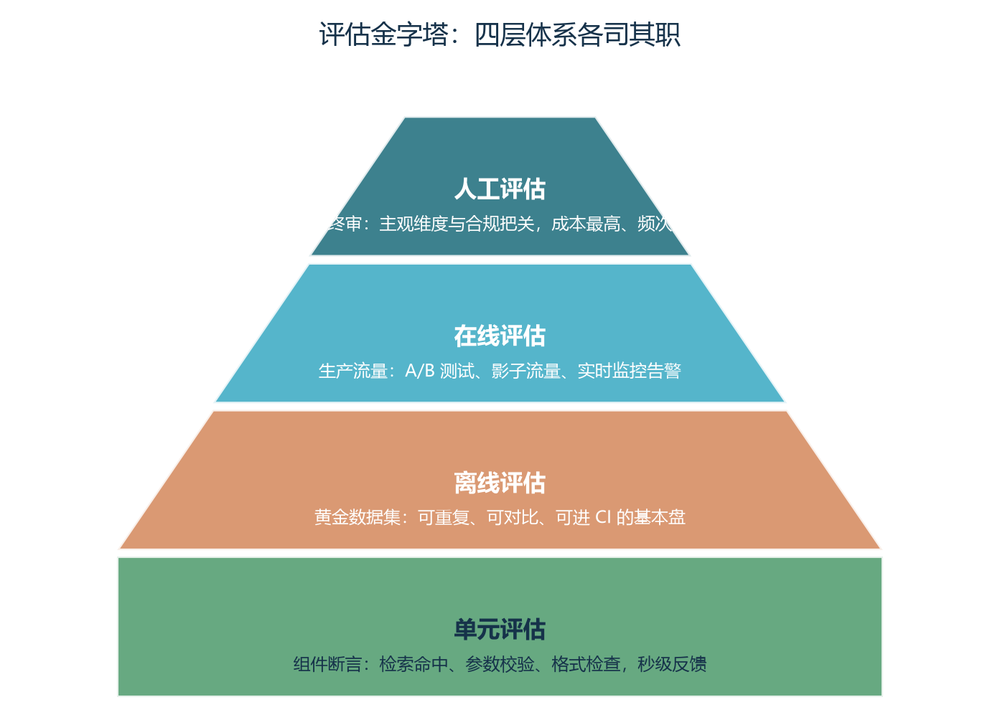 评估金字塔：四层体系各司其职
人工评估
终审：主观维度与合规把关，成本最高、频次
在线评估
生产流量：A/B 测试、影子流量、实时监控告警
离线评估
黄金数据集：可重复、可对比、可进 CI 的基本盘
单元评估
组件断言：检索命中、参数校验、格式检查，秒级反馈